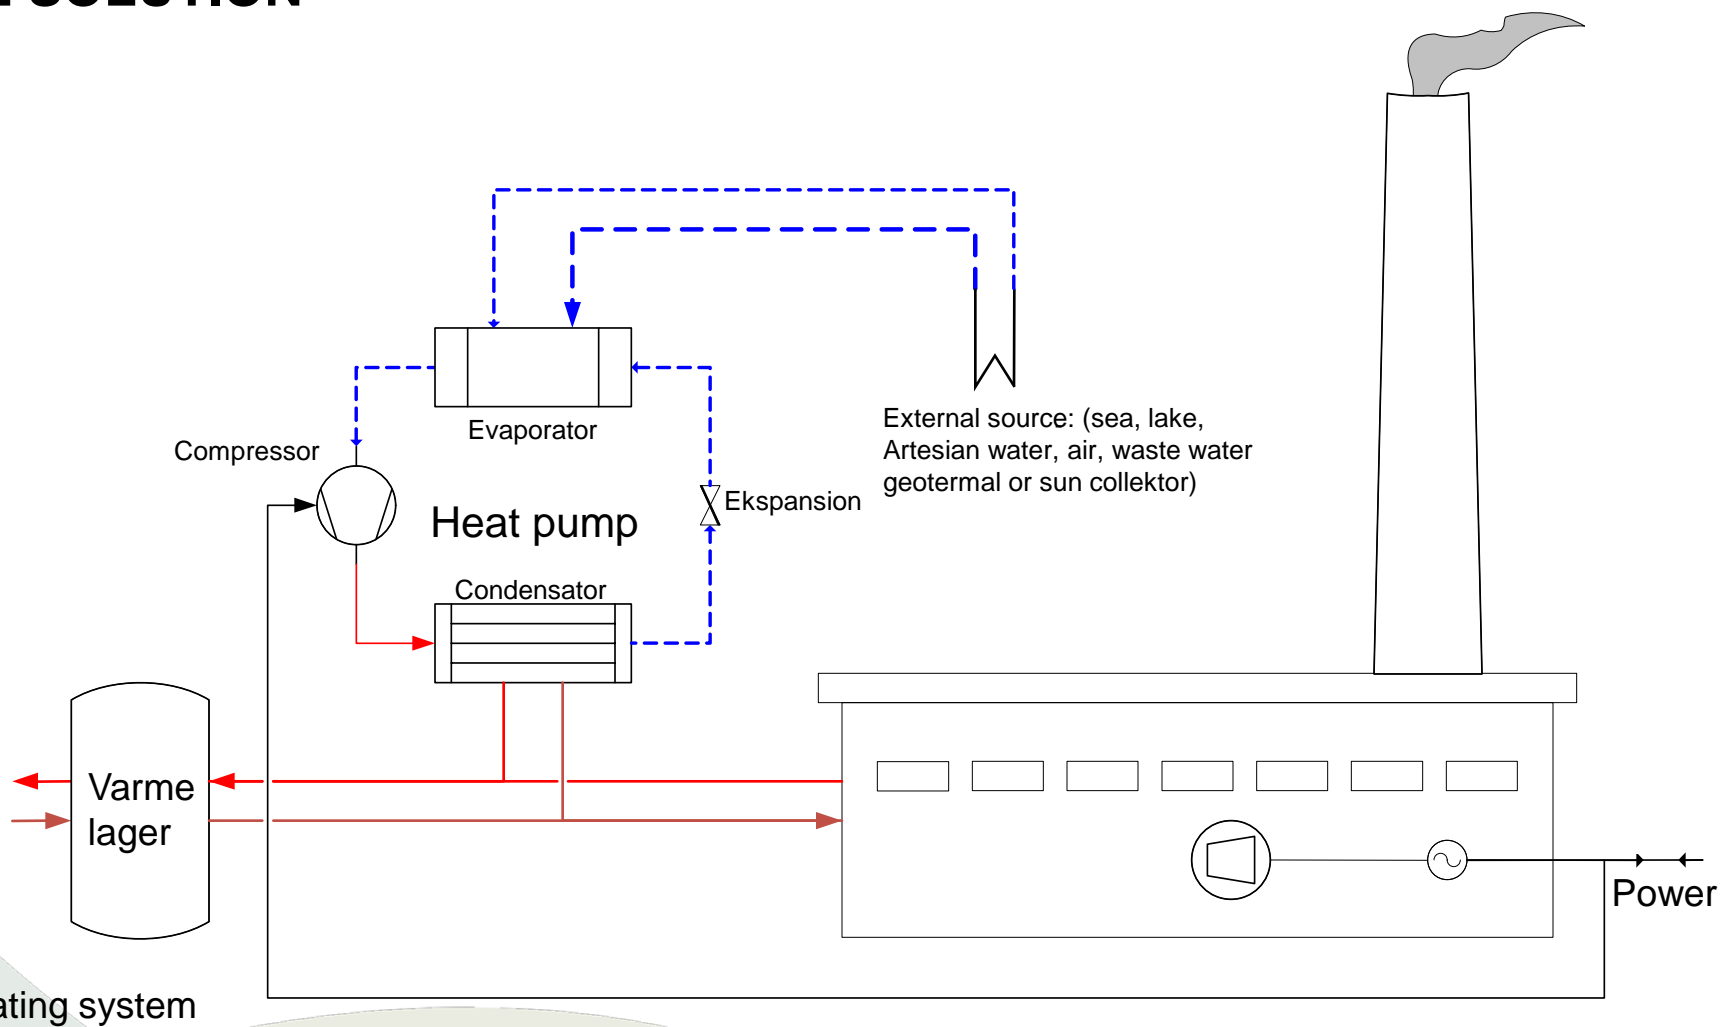 SOLUTION
Evaporator
Compressor
External source: (sea, lake,
Artesian water, air, waste water
geotermal or sun collektor)
Ekspansion
Heat pump
Condensator
Varme
lager
Power
ating system